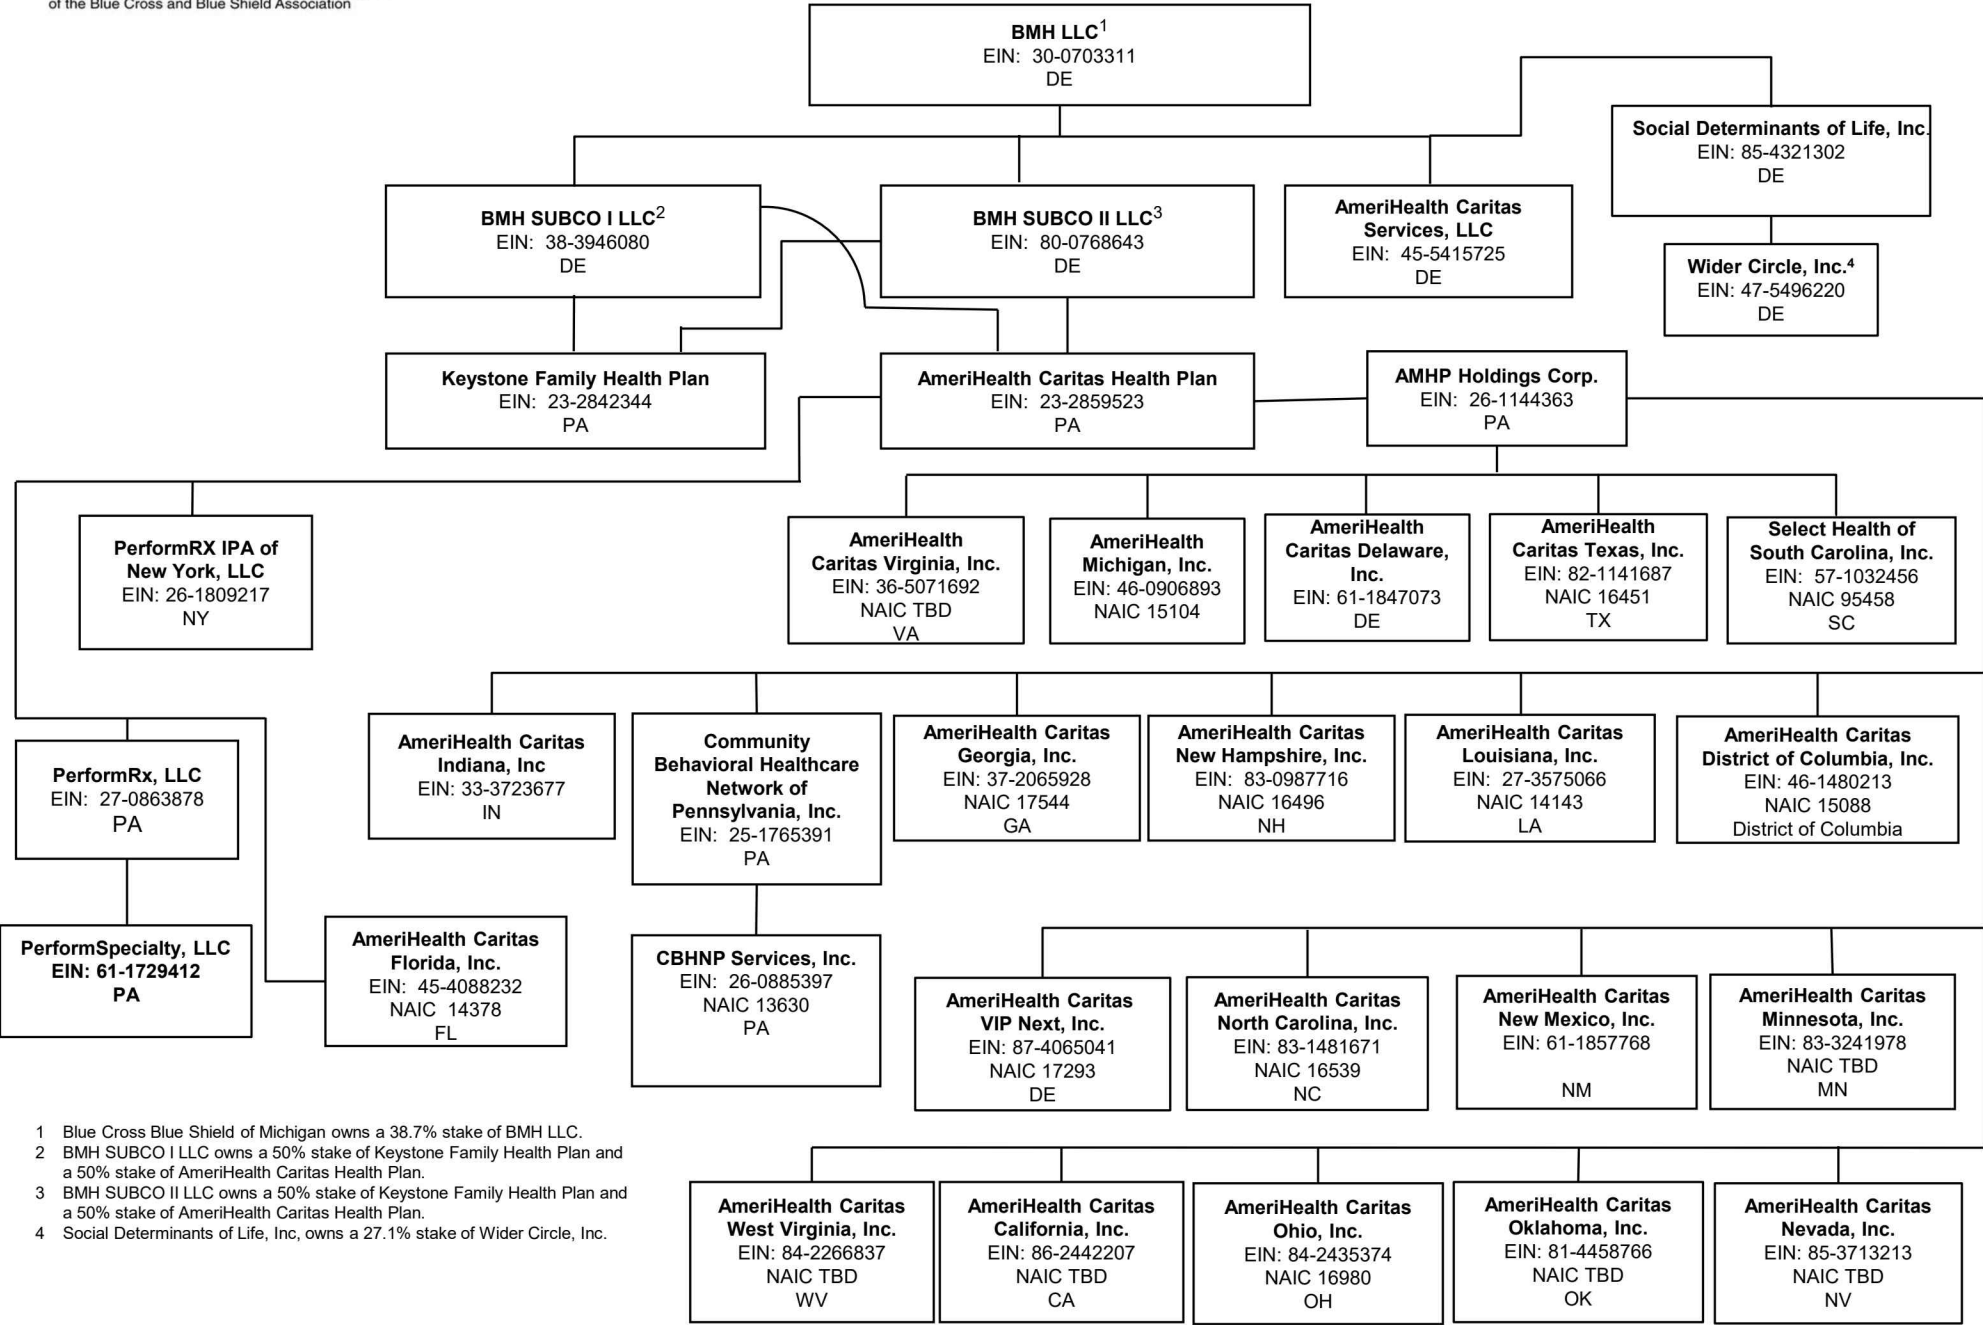 of the Blue Cross and Blue Shield Association
BMH LLC1
EIN: 30-0703311
DE
Social Determinants of Life, Inc.
EIN: 85-4321302
DE
BMH SUBCO I LLC2
EIN: 38-3946080
DE
BMH SUBCO II LLC3
EIN: 80-0768643
DE
AmeriHealth Caritas
Services, LLC
EIN: 45-5415725
DE
Wider Circle, Inc.4
EIN: 47-5496220
DE
Keystone Family Health Plan
EIN: 23-2842344
PA
AmeriHealth Caritas Health Plan
EIN: 23-2859523
PA
AMHP Holdings Corp.
EIN: 26-1144363
PA
PerformRX IPA of
New York, LLC
EIN: 26-1809217
NY
AmeriHealth
Caritas Virginia, Inc.
EIN: 36-5071692
NAIC TBD
VA
AmeriHealth
Michigan, Inc.
EIN: 46-0906893
NAIC 15104
AmeriHealth
Caritas Delaware,
Inc.
EIN: 61-1847073
DE
AmeriHealth
Caritas Texas, Inc.
EIN: 82-1141687
NAIC 16451
TX
Select Health of
South Carolina, Inc.
EIN: 57-1032456
NAIC 95458
SC
PerformRx, LLC
EIN: 27-0863878
PA
AmeriHealth Caritas
Indiana, Inc
EIN: 33-3723677
IN
Community
Behavioral Healthcare
Network of
Pennsylvania, Inc.
EIN: 25-1765391
PA
AmeriHealth Caritas
Georgia, Inc.
EIN: 37-2065928
NAIC 17544
GA
AmeriHealth Caritas
New Hampshire, Inc.
EIN: 83-0987716
NAIC 16496
NH
AmeriHealth Caritas
Louisiana, Inc.
EIN: 27-3575066
NAIC 14143
LA
AmeriHealth Caritas
District of Columbia, Inc.
EIN: 46-1480213
NAIC 15088
District of Columbia
PerformSpecialty, LLC
EIN: 61-1729412
PA
AmeriHealth Caritas
Florida, Inc.
EIN: 45-4088232
NAIC 14378
FL
CBHNP Services, Inc.
EIN: 26-0885397
NAIC 13630
PA
AmeriHealth Caritas
VIP Next, Inc.
EIN: 87-4065041
NAIC 17293
DE
AmeriHealth Caritas
North Carolina, Inc.
EIN: 83-1481671
NAIC 16539
NC
AmeriHealth Caritas
New Mexico, Inc.
EIN: 61-1857768
NM
AmeriHealth Caritas
Minnesota, Inc.
EIN: 83-3241978
NAIC TBD
MN
AmeriHealth Caritas
West Virginia, Inc.
EIN: 84-2266837
NAIC TBD
WV
AmeriHealth Caritas
California, Inc.
EIN: 86-2442207
NAIC TBD
CA
AmeriHealth Caritas
Ohio, Inc.
EIN: 84-2435374
NAIC 16980
OH
AmeriHealth Caritas
Oklahoma, Inc.
EIN: 81-4458766
NAIC TBD
OK
AmeriHealth Caritas
Nevada, Inc.
EIN: 85-3713213
NAIC TBD
NV
1 Blue Cross Blue Shield of Michigan owns a 38.7% stake of BMH LLC.
2 BMH SUBCO I LLC owns a 50% stake of Keystone Family Health Plan and
a 50% stake of AmeriHealth Caritas Health Plan.
3 BMH SUBCO II LLC owns a 50% stake of Keystone Family Health Plan and
a 50% stake of AmeriHealth Caritas Health Plan.
4 Social Determinants of Life, Inc, owns a 27.1% stake of Wider Circle, Inc.